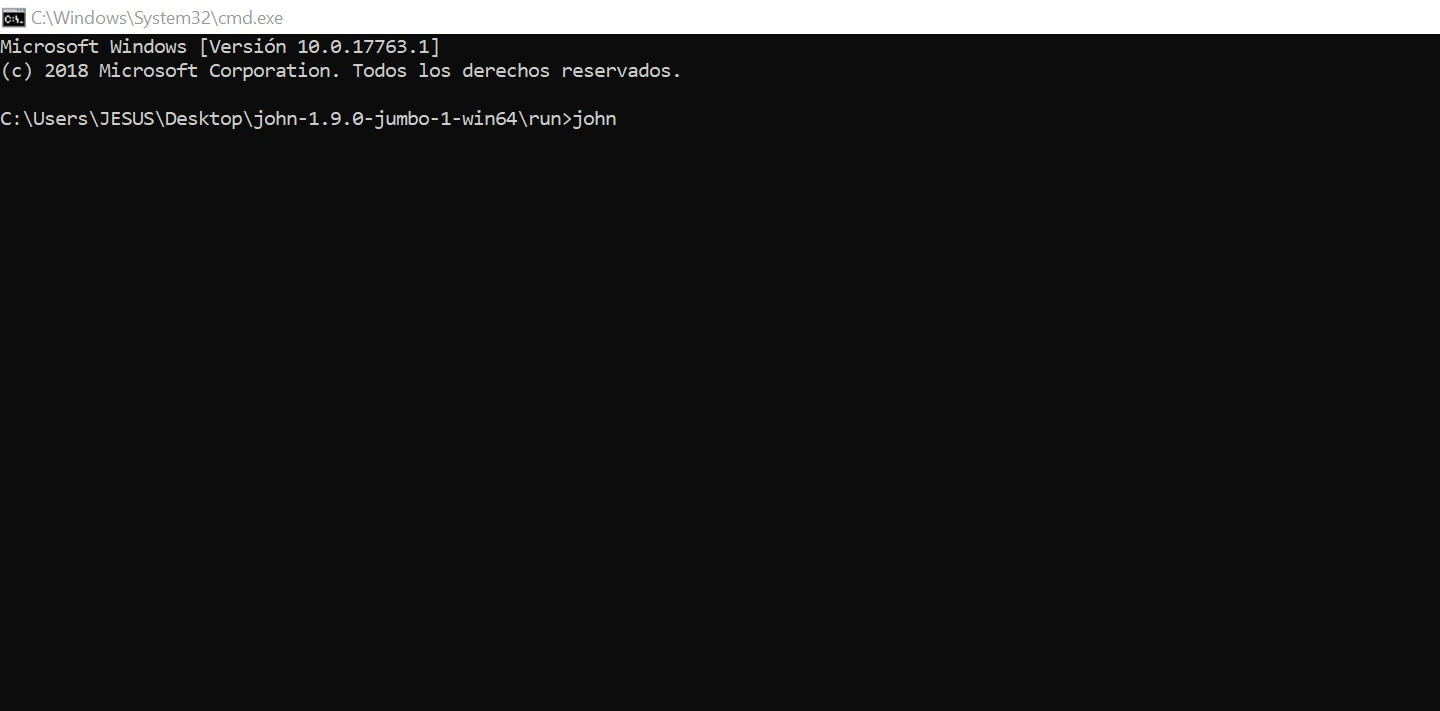 C:\Windows\System32\cmd.exe
Microsoft Windows [Versión 10.0.17763.1]
(c) 2018 Microsoft Corporation. Todos los derechos reservados.
C:\Users\JESUS\Desktop\john-1.9.0-jumbo-1-win64\run>john